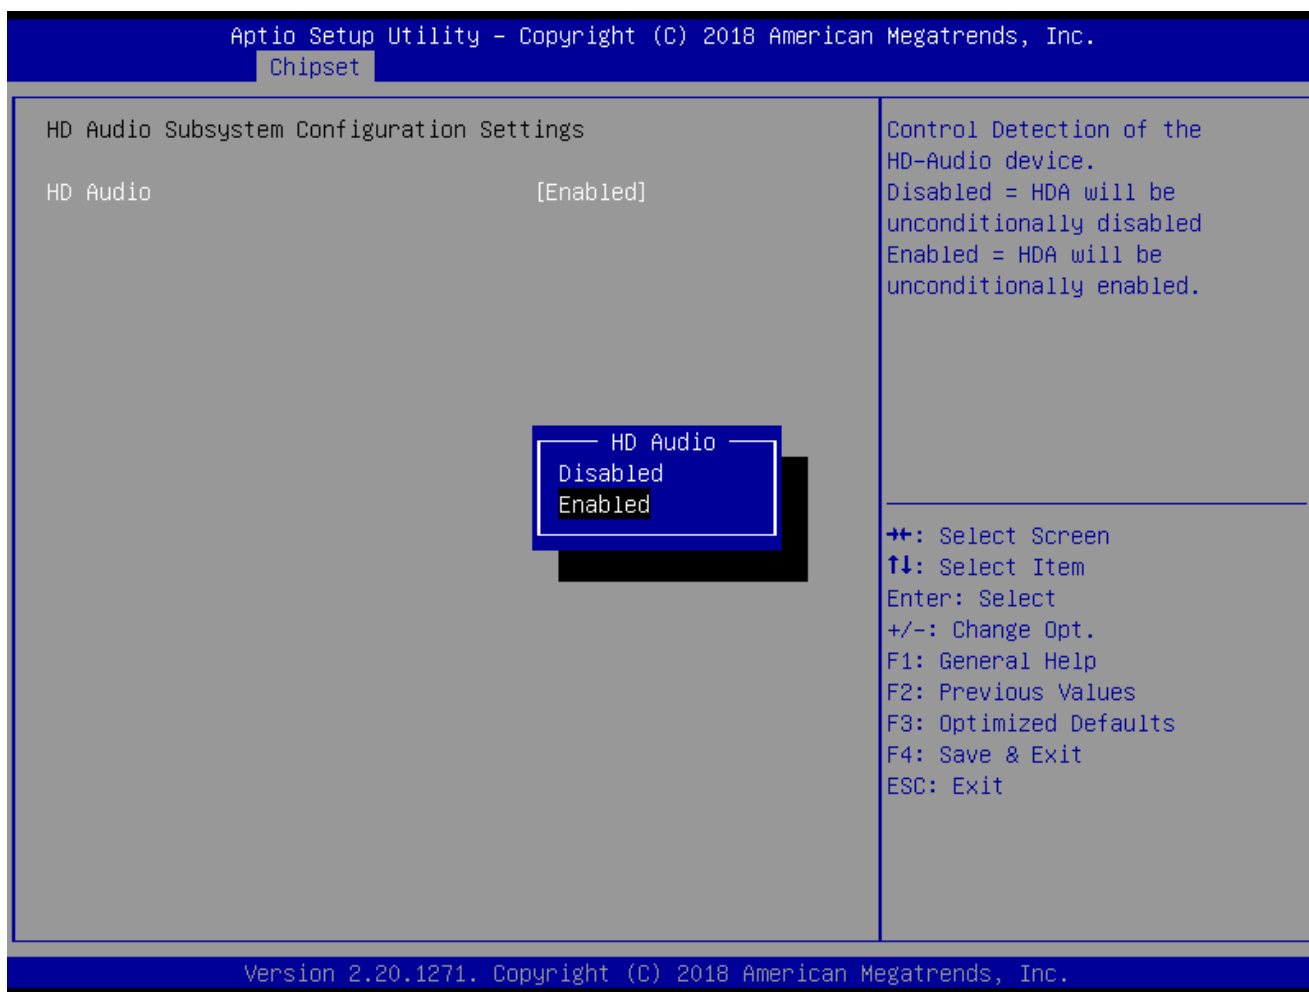 Aptio Setup Utility – Copyright (C) 2018 American Megatrends, Inc.
Chipset
HD Audio Subsystem Configuration Settings
HD Audio [Enabled]
HD Audio
Disabled
Enabled
Control Detection of the
HD-Audio device.
Disabled = HDA will be
unconditionally disabled
Enabled = HDA will be
unconditionally enabled.
→←: Select Screen
↑↓: Select Item
Enter: Select
+/-: Change Opt.
F1: General Help
F2: Previous Values
F3: Optimized Defaults
F4: Save & Exit
ESC: Exit
Version 2.20.1271. Copyright (C) 2018 American Megatrends, Inc.